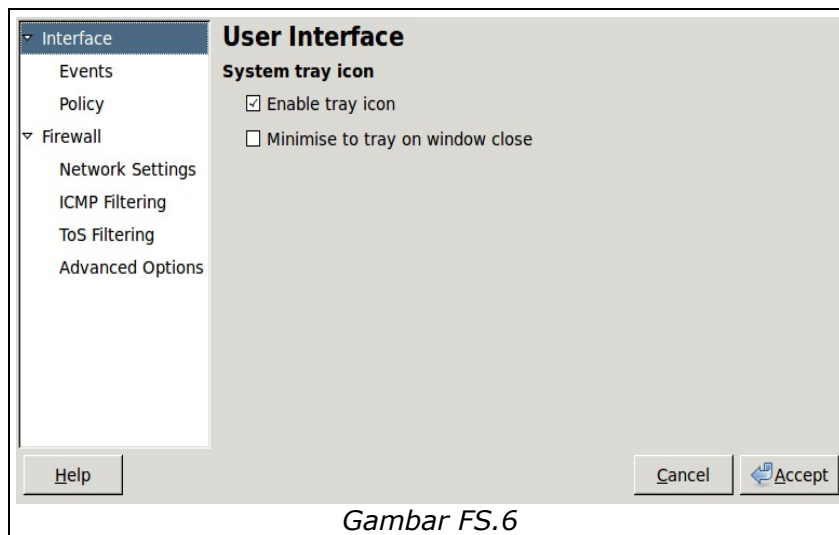 Interface
Events
Policy
Firewall
Network Settings
ICMP Filtering
ToS Filtering
Advanced Options
User Interface
System tray icon
Enable tray icon
Minimise to tray on window close
Help
Cancel
Accept
Gambar FS.6